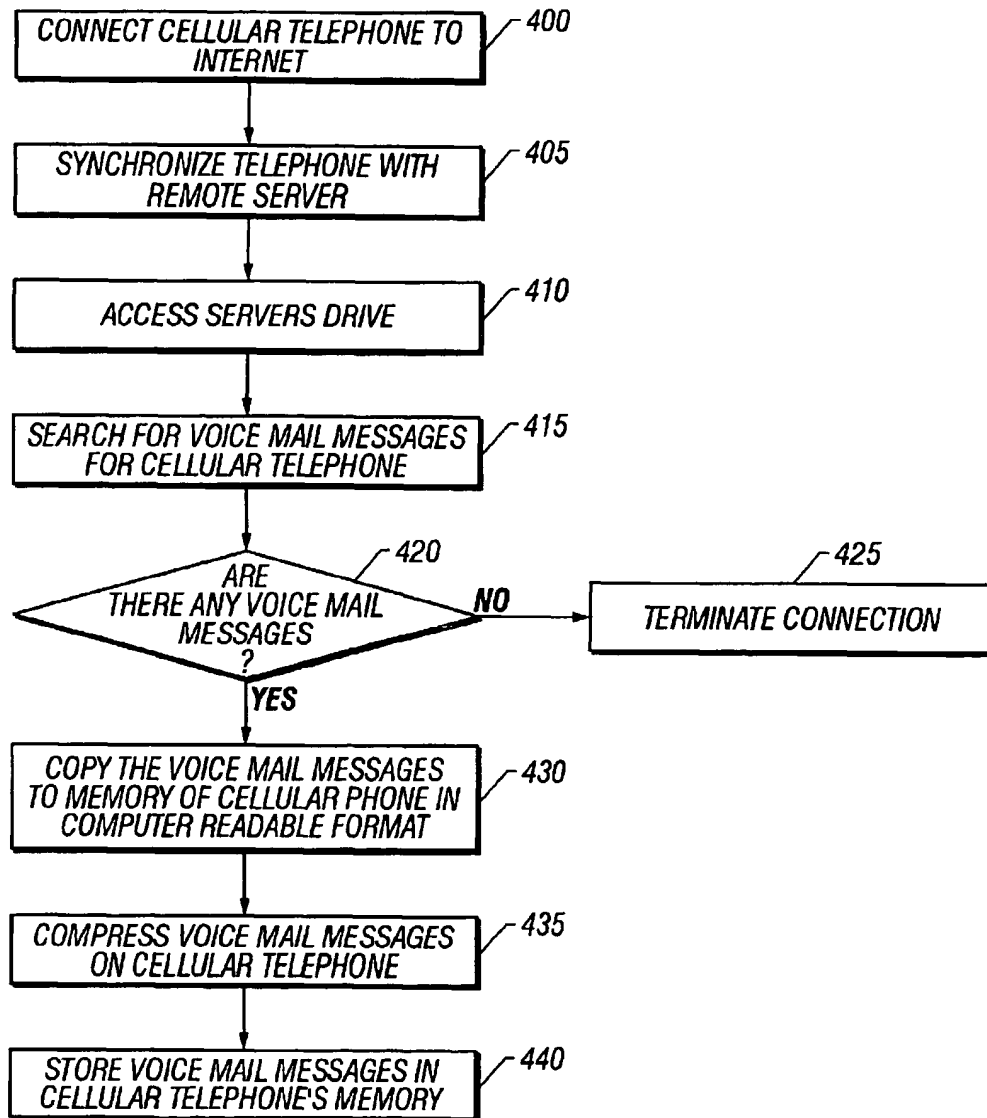 CONNECT CELLULAR TELEPHONE TO
INTERNET
400
SYNCHRONIZE TELEPHONE WITH
REMOTE SERVER
405
ACCESS SERVERS DRIVE
410
SEARCH FOR VOICE MAIL MESSAGES
FOR CELLULAR TELEPHONE
415
ARE
THERE ANY VOICE MAIL
MESSAGES
?
420
NO
TERMINATE CONNECTION
425
YES
COPY THE VOICE MAIL MESSAGES
TO MEMORY OF CELLULAR PHONE IN
COMPUTER READABLE FORMAT
430
COMPRESS VOICE MAIL MESSAGES
ON CELLULAR TELEPHONE
435
STORE VOICE MAIL MESSAGES IN
CELLULAR TELEPHONE'S MEMORY
440